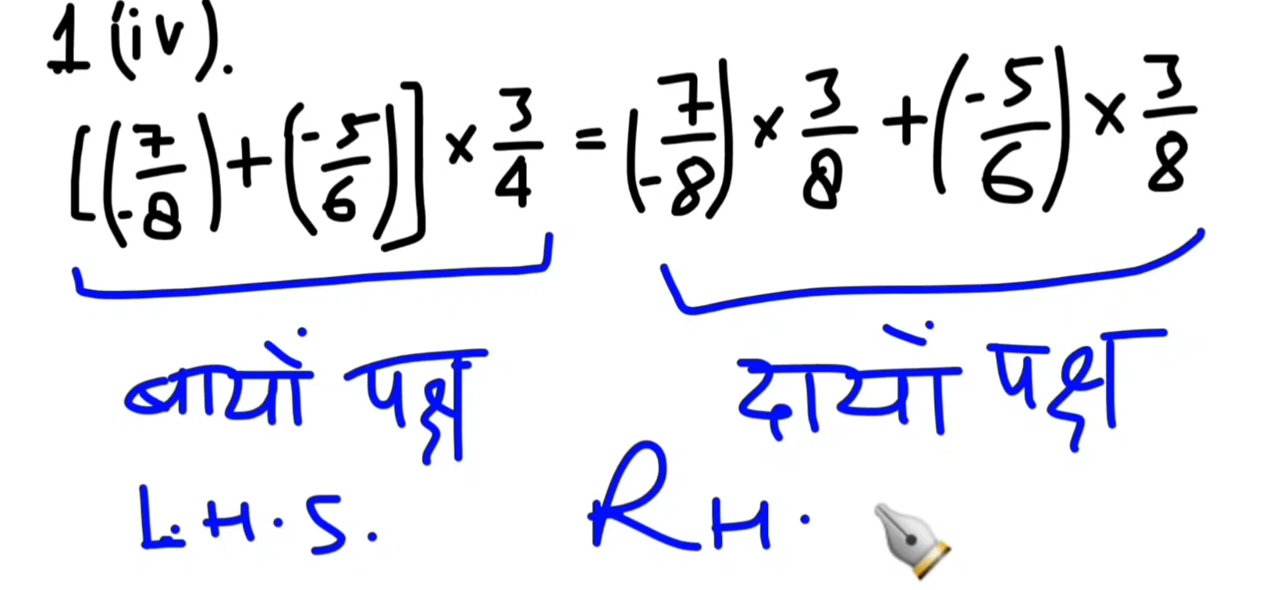 1 (iv).
[(7/-8) + (-5/6)] × 3/4 = (7/-8) × 3/8 + (-5/6) × 3/8
बायाँ पक्ष दायाँ पक्ष
L.H.S. RH.